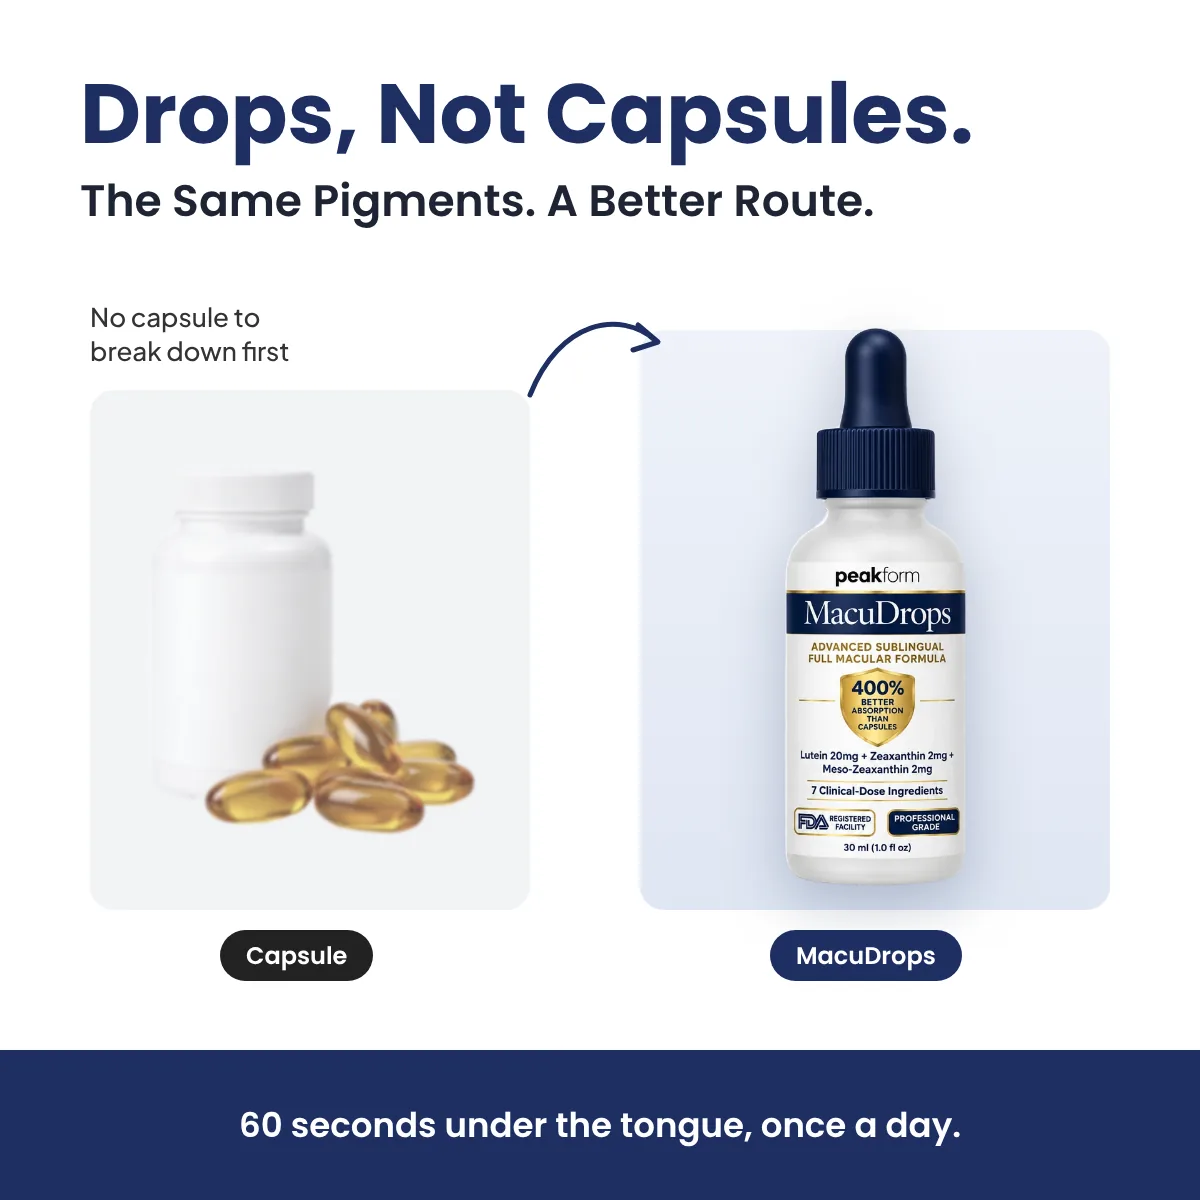 Drops, Not Capsules.
The Same Pigments. A Better Route.
No capsule to
break down first
peakform
MacuDrops
ADVANCED SUBLINGUAL
FULL MACULAR FORMULA
400%
BETTER
ABSORPTION
THAN
CAPSULES
Lutein 20mg + Zeaxanthin 2mg +
Meso-Zeaxanthin 2mg
7 Clinical-Dose Ingredients
FDA REGISTERED
FACILITY
PROFESSIONAL
GRADE
30 ml (1.0 fl oz)
Capsule
MacuDrops
60 seconds under the tongue, once a day.